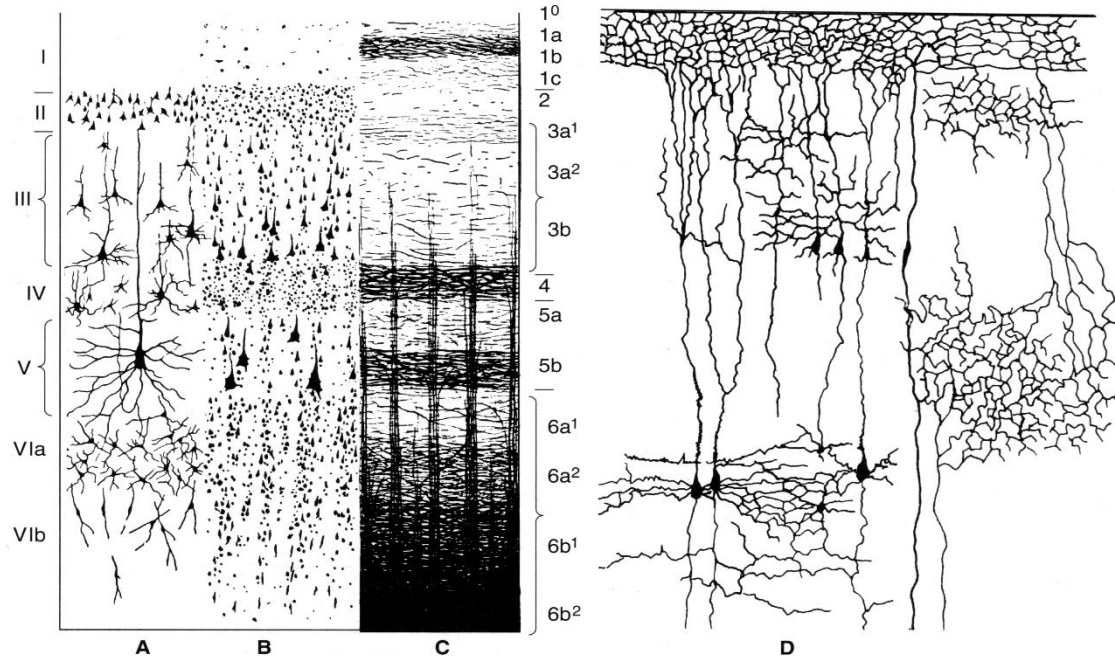 I
II
III
IV
V
VIa
VIb
1⁰
1a
1b
1c
2
3a¹
3a²
3b
4
5a
5b
6a¹
6a²
6b¹
6b²
A
B
C
D